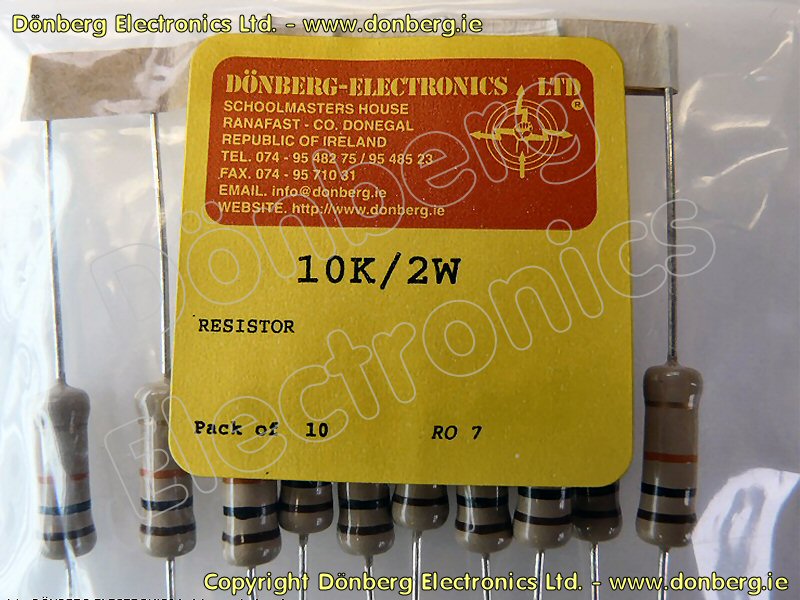 Dönberg Electronics Ltd. - www.donberg.ie
DÖNBERG-ELECTRONICS LTD
®
SCHOOLMASTERS HOUSE
RANAFAST - CO. DONEGAL
REPUBLIC OF IRELAND
TEL. 074 - 95 482 75 / 95 485 23
FAX. 074 - 95 710 31
EMAIL. info@donberg.ie
WEBSITE. http://www.donberg.ie
Dönberg
Electronics
10K/2W
RESISTOR
Pack of 10 RO 7
© Copyright Dönberg Electronics Ltd. - www.donberg.ie